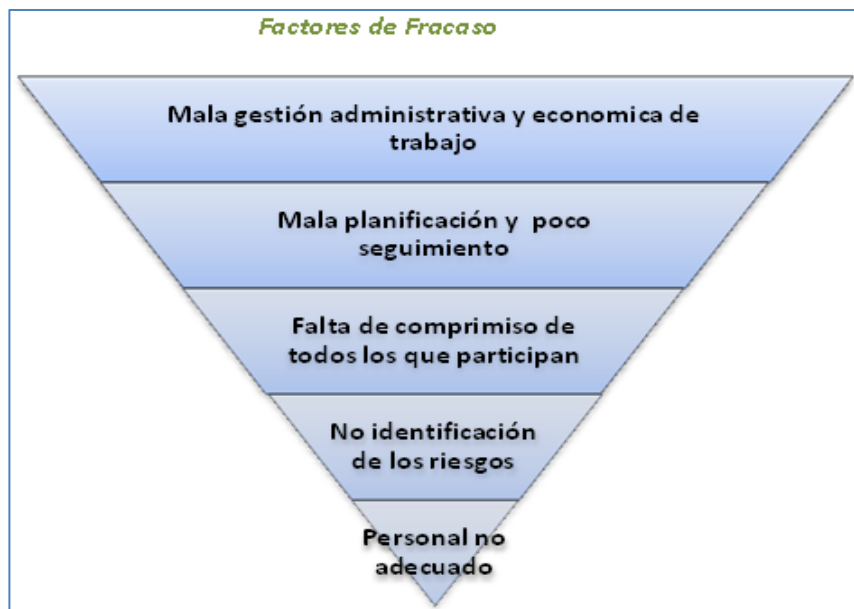 Factores de Fracaso
Mala gestión administrativa y economica de
trabajo
Mala planificación y poco
seguimiento
Falta de comprimiso de
todos los que participan
No identificación
de los riesgos
Personal no
adecuado